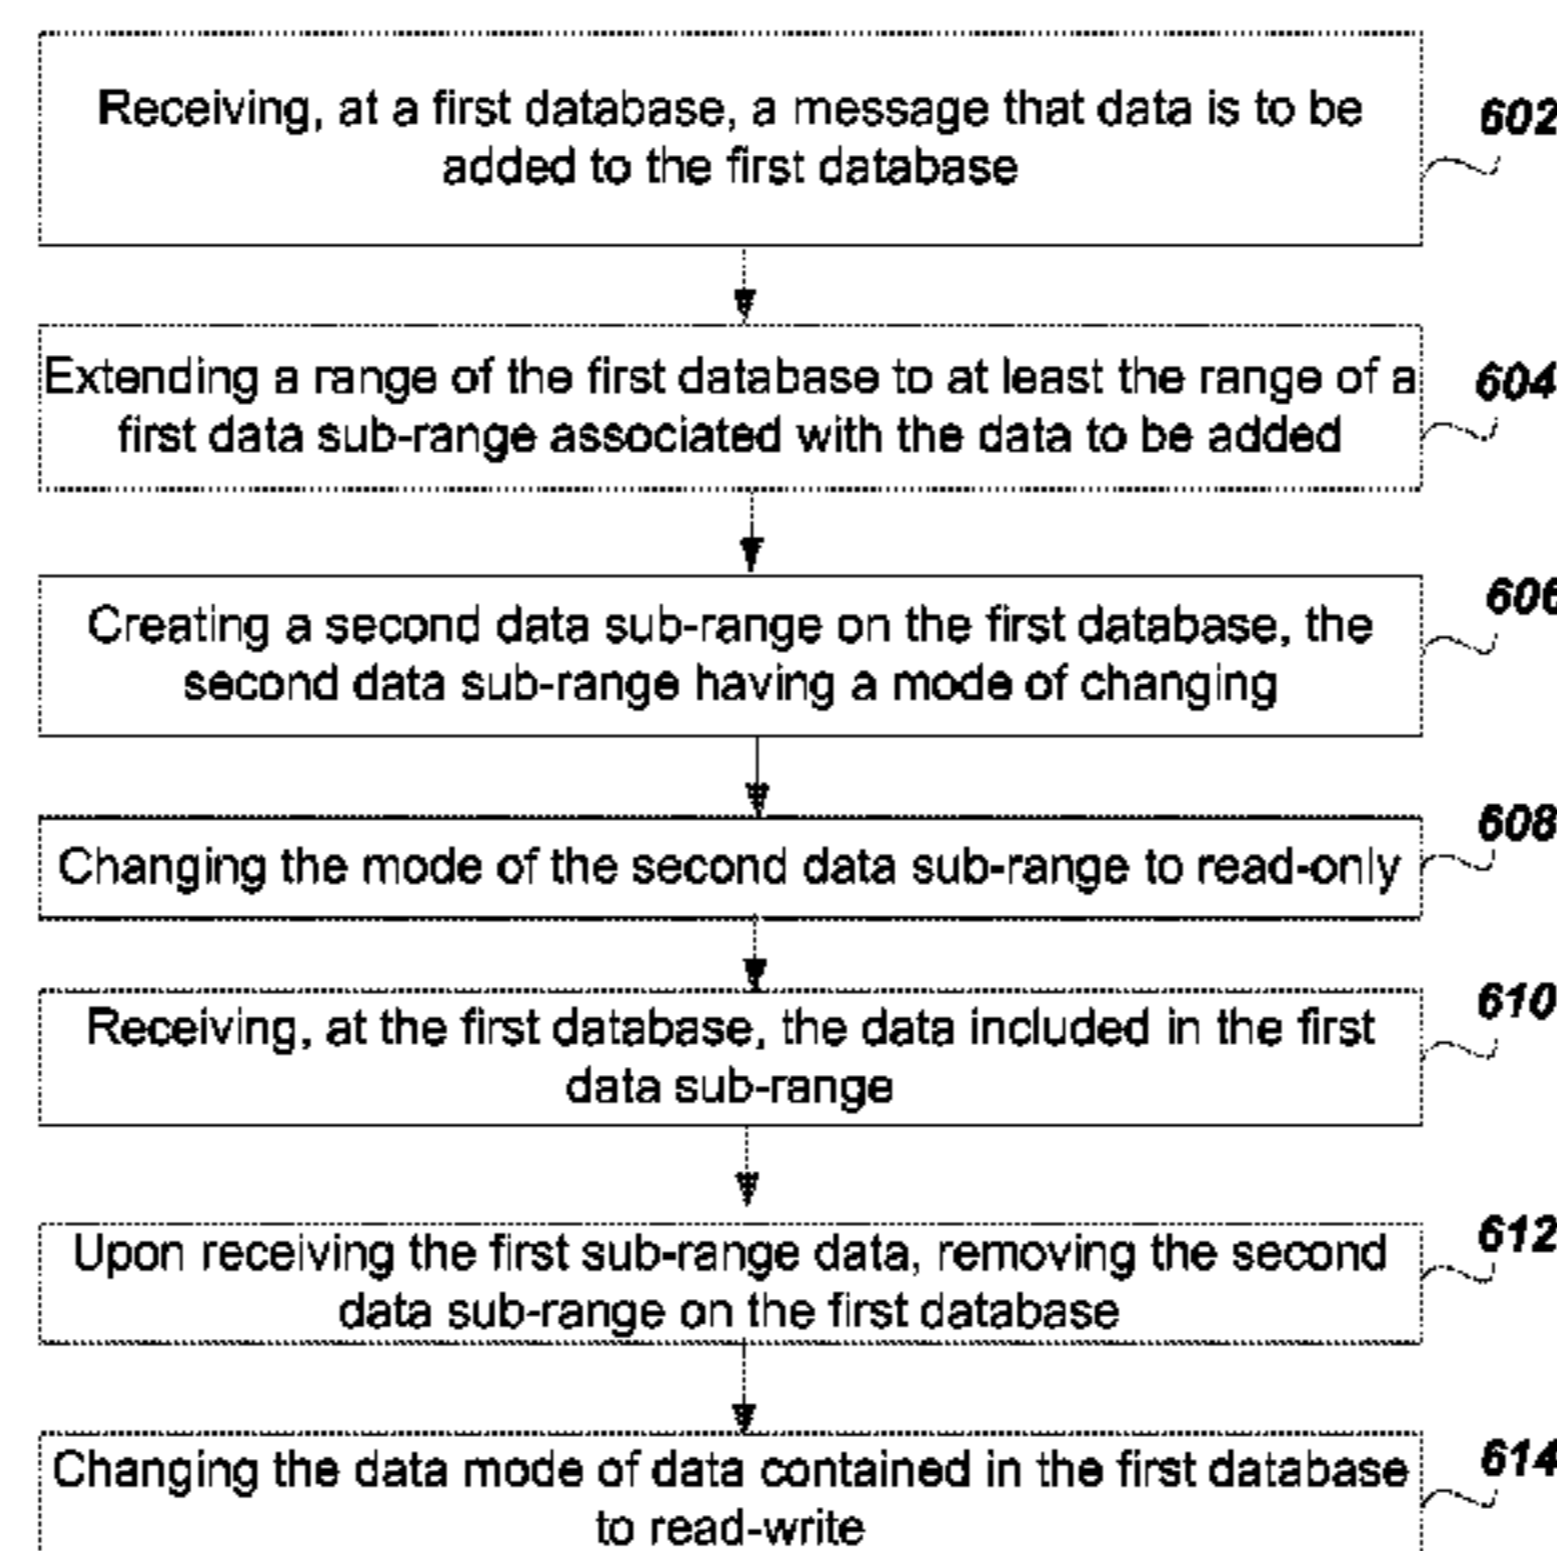 Receiving, at a first database, a message that data is to be
added to the first database
602
Extending a range of the first database to at least the range of a
first data sub-range associated with the data to be added
604
Creating a second data sub-range on the first database, the
second data sub-range having a mode of changing
606
Changing the mode of the second data sub-range to read-only
608
Receiving, at the first database, the data included in the first
data sub-range
610
Upon receiving the first sub-range data, removing the second
data sub-range on the first database
612
Changing the data mode of data contained in the first database
to read-write
614